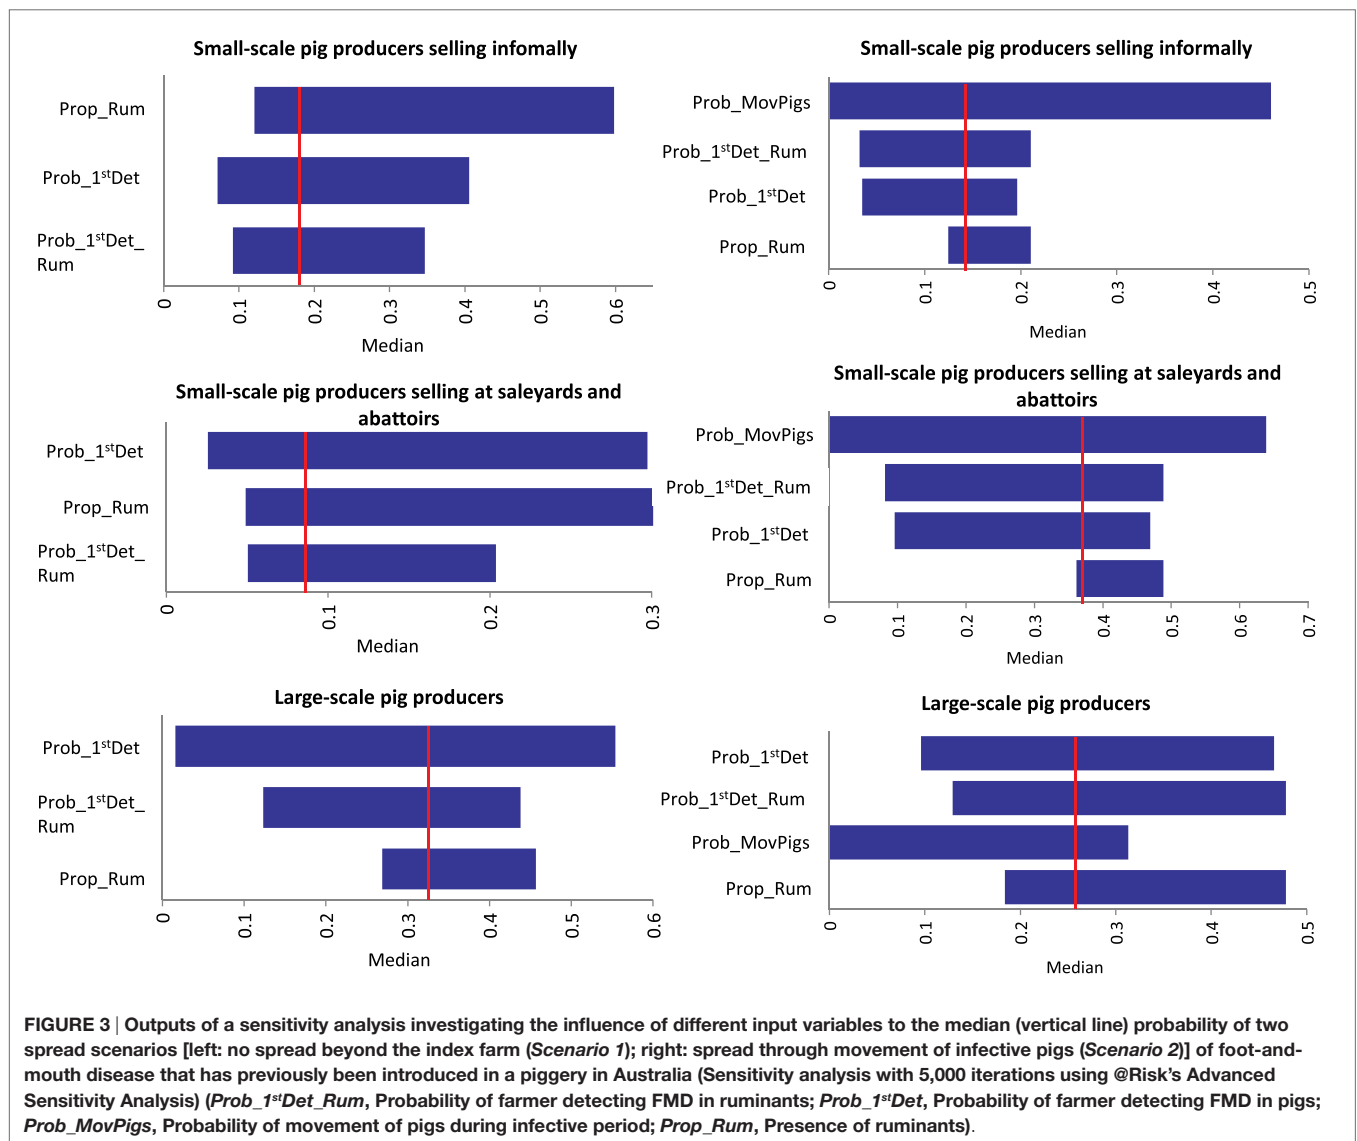 Small-scale pig producers selling infomally
Prop_Rum
Prob_1stDet
Prob_1stDet_
Rum
0
0.1
0.2
0.3
0.4
0.5
0.6
Median
Small-scale pig producers selling informally
Prob_MovPigs
Prob_1stDet_Rum
Prob_1stDet
Prop_Rum
0
0.1
0.2
0.3
0.4
0.5
Median
Small-scale pig producers selling at saleyards and
abattoirs
Prob_1stDet
Prop_Rum
Prob_1stDet_
Rum
0
0.1
0.2
0.3
Median
Small-scale pig producers selling at saleyards and
abattoirs
Prob_MovPigs
Prob_1stDet_Rum
Prob_1stDet
Prop_Rum
0
0.1
0.2
0.3
0.4
0.5
0.6
0.7
Median
Large-scale pig producers
Prob_1stDet
Prob_1stDet_
Rum
Prop_Rum
0
0.1
0.2
0.3
0.4
0.5
0.6
Median
Large-scale pig producers
Prob_1stDet
Prob_1stDet_Rum
Prob_MovPigs
Prop_Rum
0
0.1
0.2
0.3
0.4
0.5
Median
FIGURE 3 | Outputs of a sensitivity analysis investigating the influence of different input variables to the median (vertical line) probability of two
spread scenarios [left: no spread beyond the index farm (Scenario 1); right: spread through movement of infective pigs (Scenario 2)] of foot-and-
mouth disease that has previously been introduced in a piggery in Australia (Sensitivity analysis with 5,000 iterations using @Risk's Advanced
Sensitivity Analysis) (Prob_1stDet_Rum, Probability of farmer detecting FMD in ruminants; Prob_1stDet, Probability of farmer detecting FMD in pigs;
Prob_MovPigs, Probability of movement of pigs during infective period; Prop_Rum, Presence of ruminants).